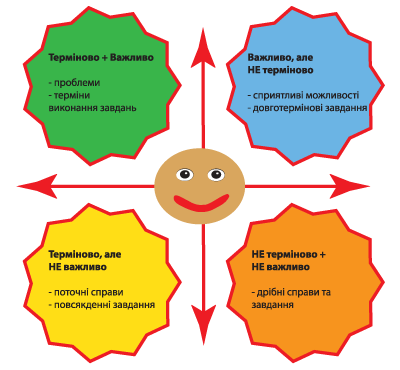 Терміново + Важливо
- проблеми
- терміни
виконання завдань
Важливо, але
НЕ терміново
- сприятливі можливості
- довготермінові завдання
Терміново, але
НЕ важливо
- поточні справи
- повсякденні завдання
НЕ терміново +
НЕ важливо
- дрібні справи та
завдання